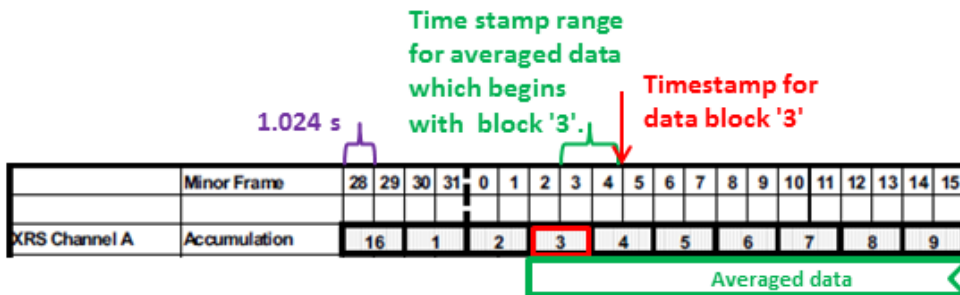 Time stamp range
for averaged data
which begins
with block '3'.
Timestamp for
data block '3'
1.024 s
Minor Frame 28 29 30 31 0 1 2 3 4 5 6 7 8 9 10 11 12 13 14 15
XRS Channel A Accumulation 16 1 2 3 4 5 6 7 8 9
Averaged data